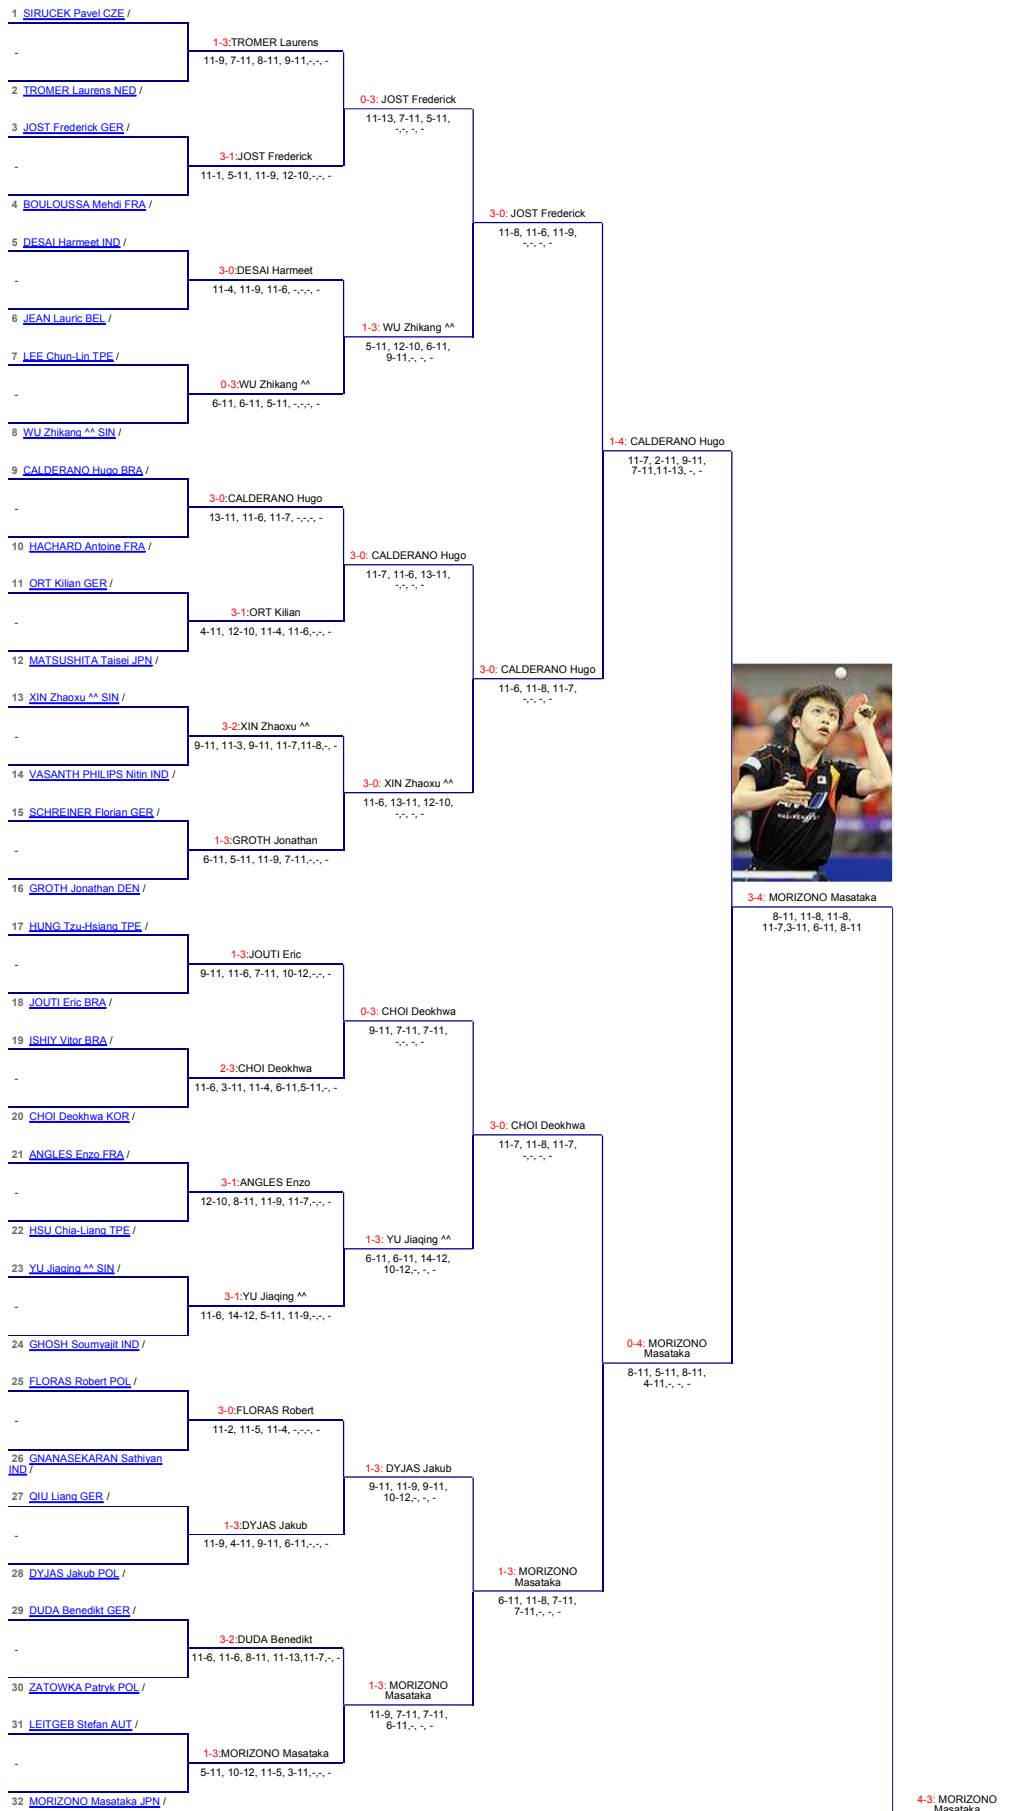 1 SIRUCEK Pavel CZE /
-
2 TROMER Laurens NED /
3 JOST Frederick GER /
-
4 BOULOUSSA Mehdi FRA /
5 DESAI Harmeet IND /
-
6 JEAN Lauric BEL /
7 LEE Chun-Lin TPE /
-
8 WU Zhikang ^^ SIN /
9 CALDERANO Hugo BRA /
-
10 HACHARD Antoine FRA /
11 ORT Kilian GER /
-
12 MATSUSHITA Taisei JPN /
13 XIN Zhaoxu ^^ SIN /
-
14 VASANTH PHILIPS Nitin IND /
15 SCHREINER Florian GER /
-
16 GROTH Jonathan DEN /
17 HUNG Tzu-Hsiang TPE /
-
18 JOUTI Eric BRA /
19 ISHIY Vitor BRA /
-
20 CHOI Deokhwa KOR /
21 ANGLES Enzo FRA /
-
22 HSU Chia-Liang TPE /
23 YU Jiaqing ^^ SIN /
-
24 GHOSH Soumyajit IND /
25 FLORAS Robert POL /
-
26 GNANASEKARAN Sathiyan
IND /
27 QIU Liang GER /
-
28 DYJAS Jakub POL /
29 DUDA Benedikt GER /
-
30 ZATOWKA Patryk POL /
31 LEITGEB Stefan AUT /
-
32 MORIZONO Masataka JPN /
1-3:TROMER Laurens
11-9, 7-11, 8-11, 9-11,-,-, -
3-1:JOST Frederick
11-1, 5-11, 11-9, 12-10,-,-, -
3-0:DESAI Harmeet
11-4, 11-9, 11-6, -,-,-, -
0-3:WU Zhikang ^^
6-11, 6-11, 5-11, -,-,-, -
3-0:CALDERANO Hugo
13-11, 11-6, 11-7, -,-,-, -
3-1:ORT Kilian
4-11, 12-10, 11-4, 11-6,-,-, -
3-2:XIN Zhaoxu ^^
9-11, 11-3, 9-11, 11-7,11-8,-, -
1-3:GROTH Jonathan
6-11, 5-11, 11-9, 7-11,-,-, -
1-3:JOUTI Eric
9-11, 11-6, 7-11, 10-12,-,-, -
2-3:CHOI Deokhwa
11-6, 3-11, 11-4, 6-11,5-11,-, -
3-1:ANGLES Enzo
12-10, 8-11, 11-9, 11-7,-,-, -
3-1:YU Jiaqing ^^
11-6, 14-12, 5-11, 11-9,-,-, -
3-0:FLORAS Robert
11-2, 11-5, 11-4, -,-,-, -
1-3:DYJAS Jakub
11-9, 4-11, 9-11, 6-11,-,-, -
3-2:DUDA Benedikt
11-6, 11-6, 8-11, 11-13,11-7,-, -
1-3:MORIZONO Masataka
5-11, 10-12, 11-5, 3-11,-,-, -
0-3: JOST Frederick
11-13, 7-11, 5-11,
-,-, -, -
1-3: WU Zhikang ^^
5-11, 12-10, 6-11,
9-11,-, -, -
3-0: CALDERANO Hugo
11-7, 11-6, 13-11,
-,-, -, -
3-0: XIN Zhaoxu ^^
11-6, 13-11, 12-10,
-,-, -, -
0-3: CHOI Deokhwa
9-11, 7-11, 7-11,
-,-, -, -
1-3: YU Jiaqing ^^
6-11, 6-11, 14-12,
10-12,-, -, -
1-3: DYJAS Jakub
9-11, 11-9, 9-11,
10-12,-, -, -
1-3: MORIZONO
Masataka
11-9, 7-11, 7-11,
6-11,-, -, -
3-0: JOST Frederick
11-8, 11-6, 11-9,
-,-, -, -
3-0: CALDERANO Hugo
11-6, 11-8, 11-7,
-,-, -, -
3-0: CHOI Deokhwa
11-7, 11-8, 11-7,
-,-, -, -
1-3: MORIZONO
Masataka
6-11, 11-8, 7-11,
7-11,-, -, -
1-4: CALDERANO Hugo
11-7, 2-11, 9-11,
7-11,11-13, -, -
0-4: MORIZONO
Masataka
8-11, 5-11, 8-11,
4-11,-, -, -
3-4: MORIZONO Masataka
8-11, 11-8, 11-8,
11-7,3-11, 6-11, 8-11
4-3: MORIZONO
Masataka